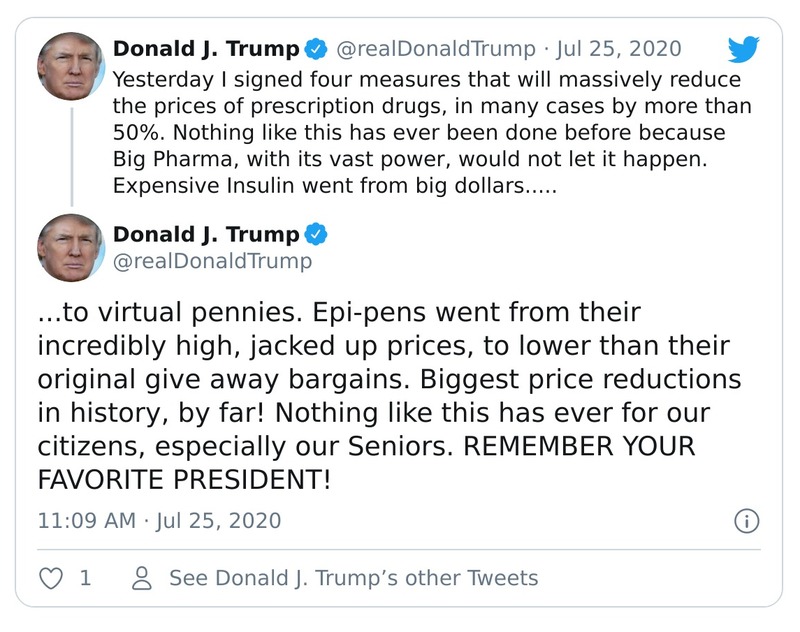 Donald J. Trump @realDonaldTrump · Jul 25, 2020
Yesterday I signed four measures that will massively reduce
the prices of prescription drugs, in many cases by more than
50%. Nothing like this has ever been done before because
Big Pharma, with its vast power, would not let it happen.
Expensive Insulin went from big dollars.....
Donald J. Trump
@realDonaldTrump
...to virtual pennies. Epi-pens went from their
incredibly high, jacked up prices, to lower than their
original give away bargains. Biggest price reductions
in history, by far! Nothing like this has ever for our
citizens, especially our Seniors. REMEMBER YOUR
FAVORITE PRESIDENT!
11:09 AM · Jul 25, 2020
1 See Donald J. Trump’s other Tweets